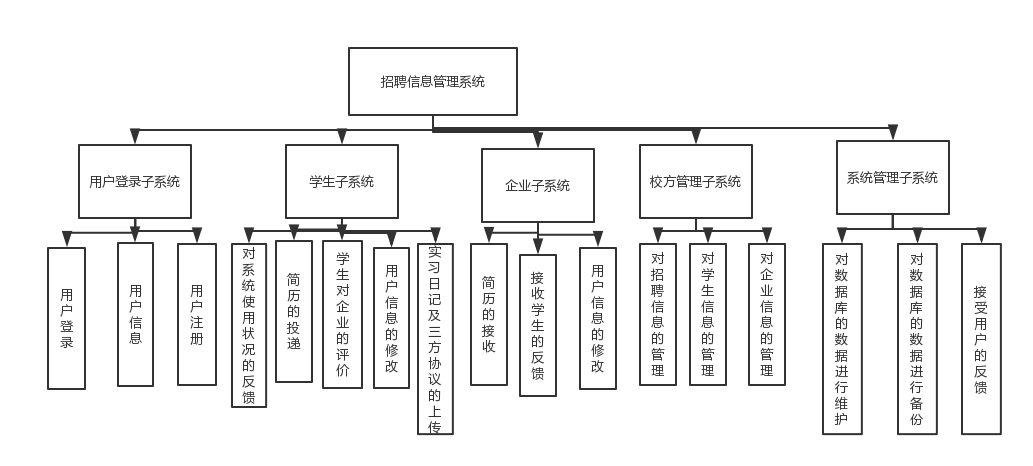 招聘信息管理系统
用户登录子系统
学生子系统
企业子系统
校方管理子系统
系统管理子系统
用户登录
用户信息
用户注册
对系统使用状况的反馈
简历的投递
学生对企业的评价
用户信息的修改
实习日记及三方协议的上传
简历的接收
接收学生的反馈
用户信息的修改
对招聘信息的管理
对学生信息的管理
对企业信息的管理
对数据库的数据进行维护
对数据库的数据进行备份
接受用户的反馈